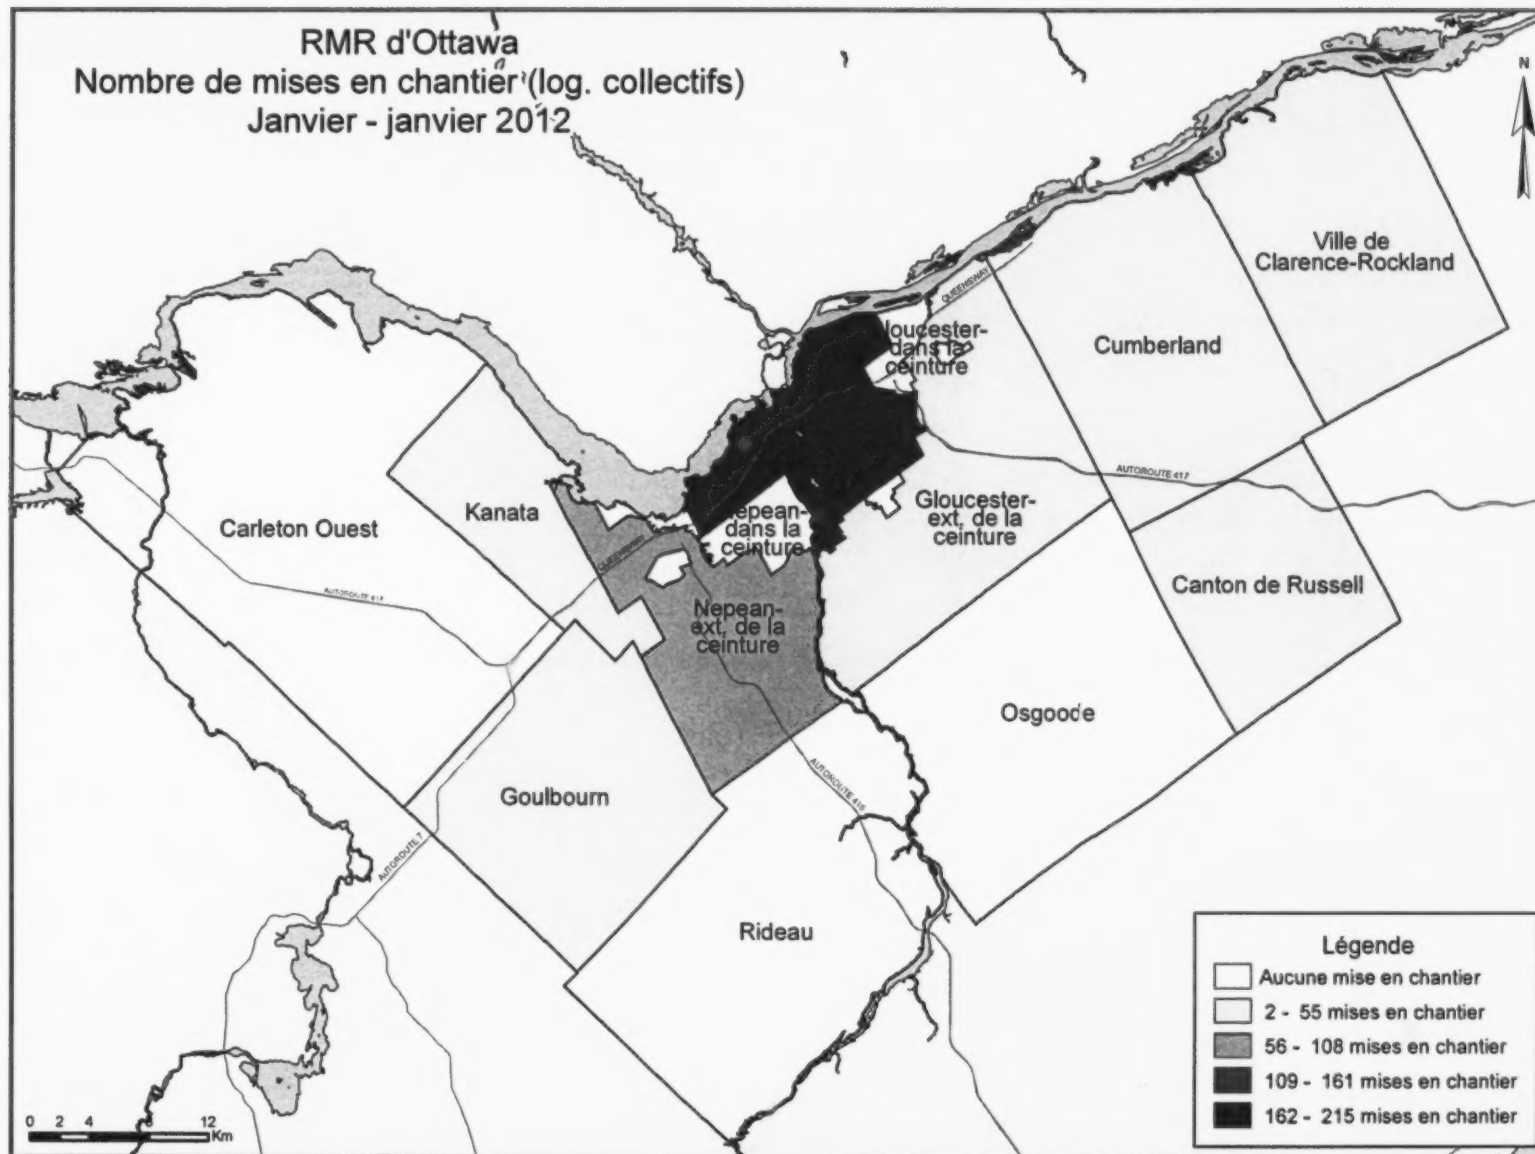 RMR d'Ottawa
Nombre de mises en chantier (log. collectifs)
Janvier - janvier 2012
N
Ville de
Clarence-Rockland
QUEENSWAY
Cumberland
loucester-
dans la
ceinture
AUTOROUTE 417
Kanata
Carleton Ouest
Gloucester-
ext, de la
ceinture
epean-
dans la
ceinture
QUEENSWAY
Canton de Russell
AUTOROUTE 417
Nepean-
ext, de la
ceinture
Osgoode
Goulbourn
AUTOROUTE 416
AUTOROUTE 7
Rideau
Légende
Aucune mise en chantier
2 - 55 mises en chantier
56 - 108 mises en chantier
109 - 161 mises en chantier
162 - 215 mises en chantier
0 2 4 8 12
Km